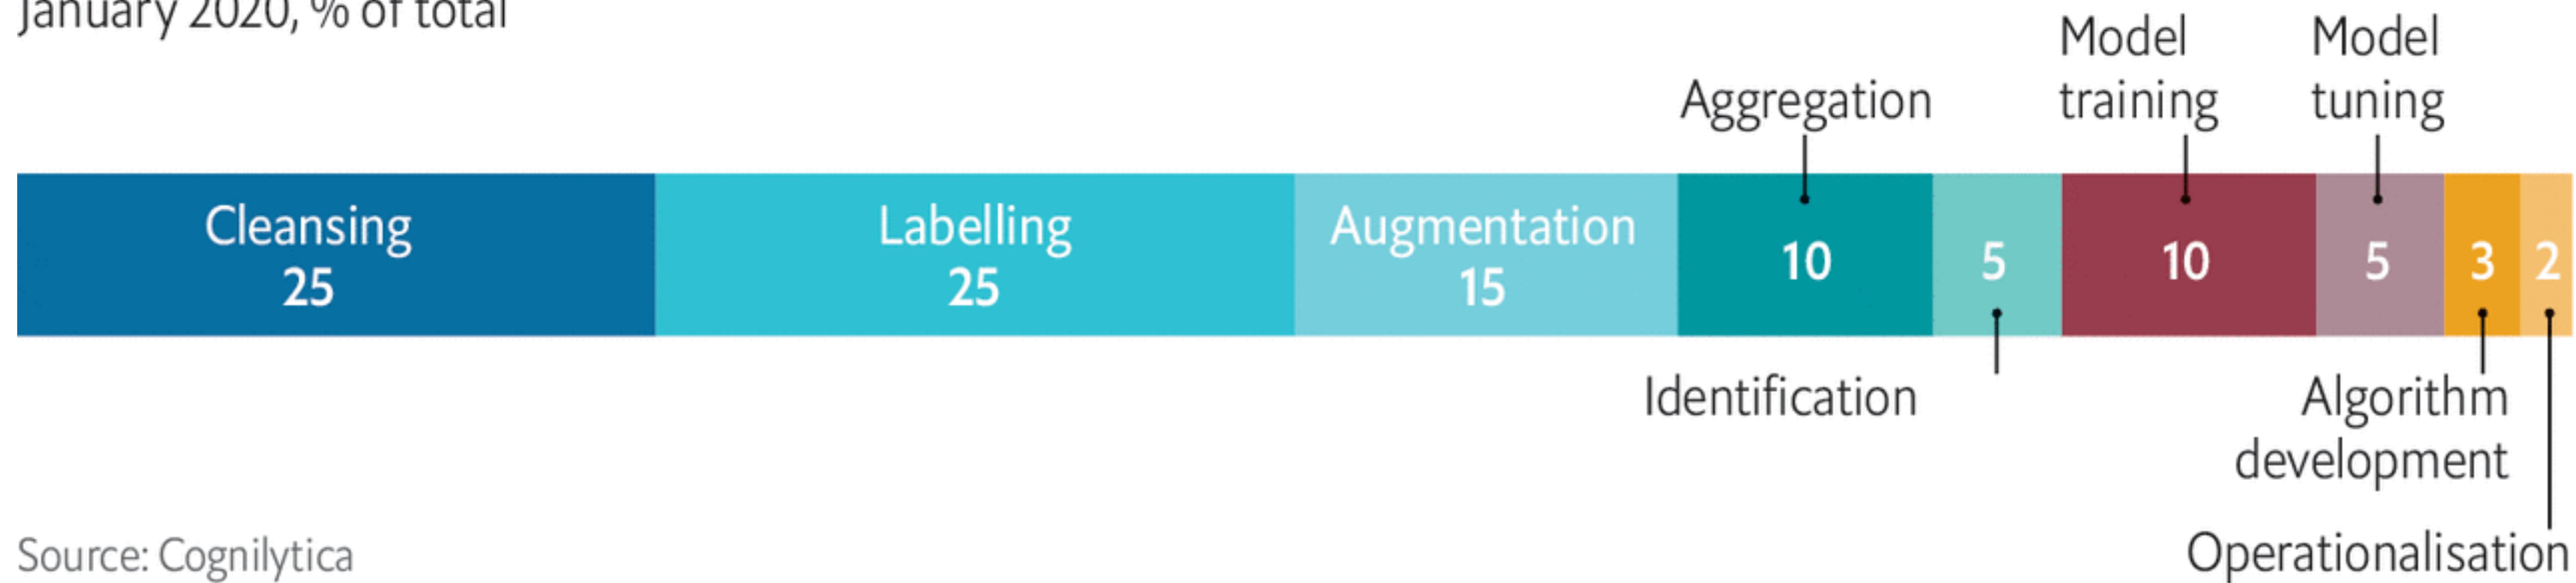 January 2020, % of total
Model
training
Model
tuning
Aggregation
Cleansing
25
Labelling
25
Augmentation
15
10
5
10
5
3
2
Identification
Algorithm
development
Operationalisation
Source: Cognilytica